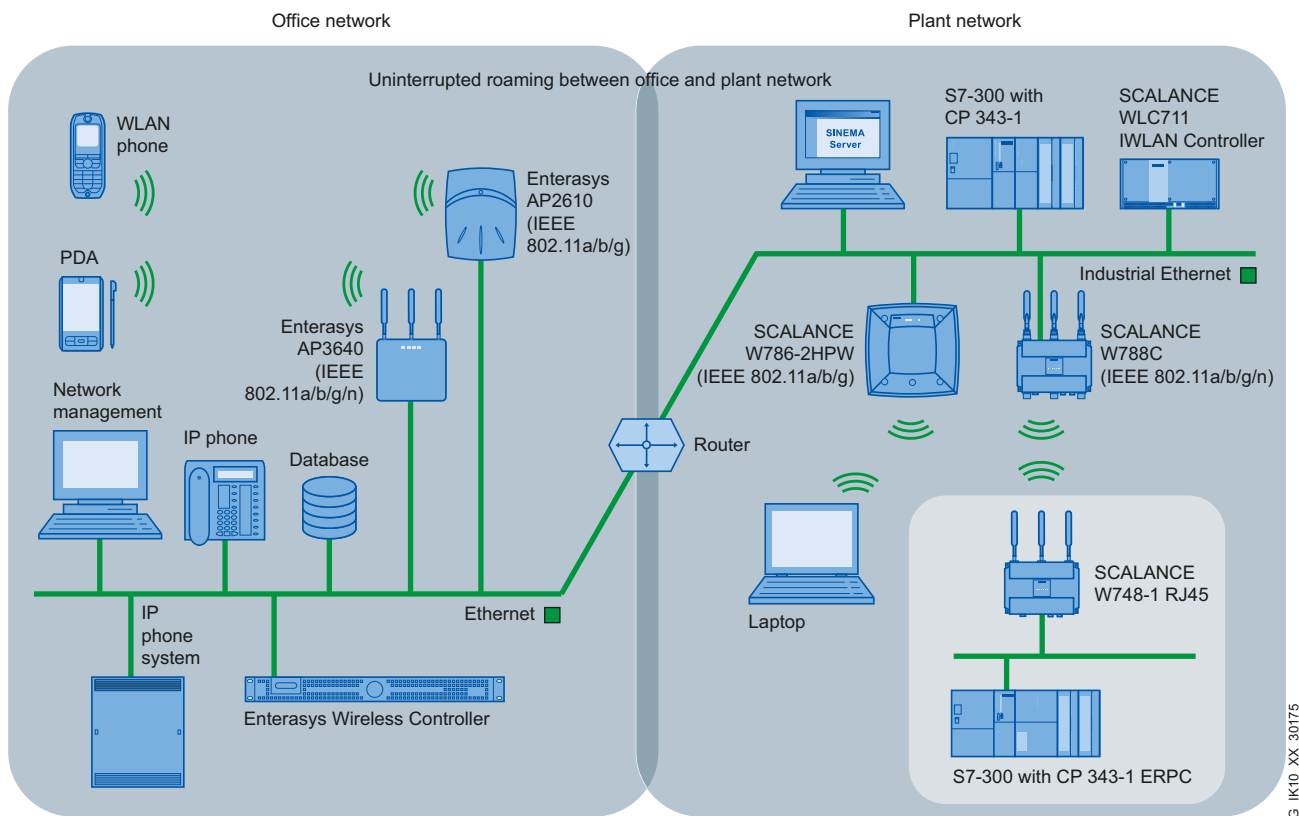 Office network
Plant network
Uninterrupted roaming between office and plant network
WLAN
phone
Enterasys
AP2610
(IEEE
802.11a/b/g)
PDA
Enterasys
AP3640
(IEEE
802.11a/b/g/n)
Network
management
IP phone
Database
Ethernet
IP
phone
system
Enterasys Wireless Controller
Router
SINEMA
Server
S7-300 with
CP 343-1
SCALANCE
WLC711
IWLAN Controller
Industrial Ethernet
SCALANCE
W786-2HPW
(IEEE 802.11a/b/g)
SCALANCE
W788C
(IEEE 802.11a/b/g/n)
Laptop
SCALANCE
W748-1 RJ45
S7-300 with CP 343-1 ERPC
G_IK10_XX_30175